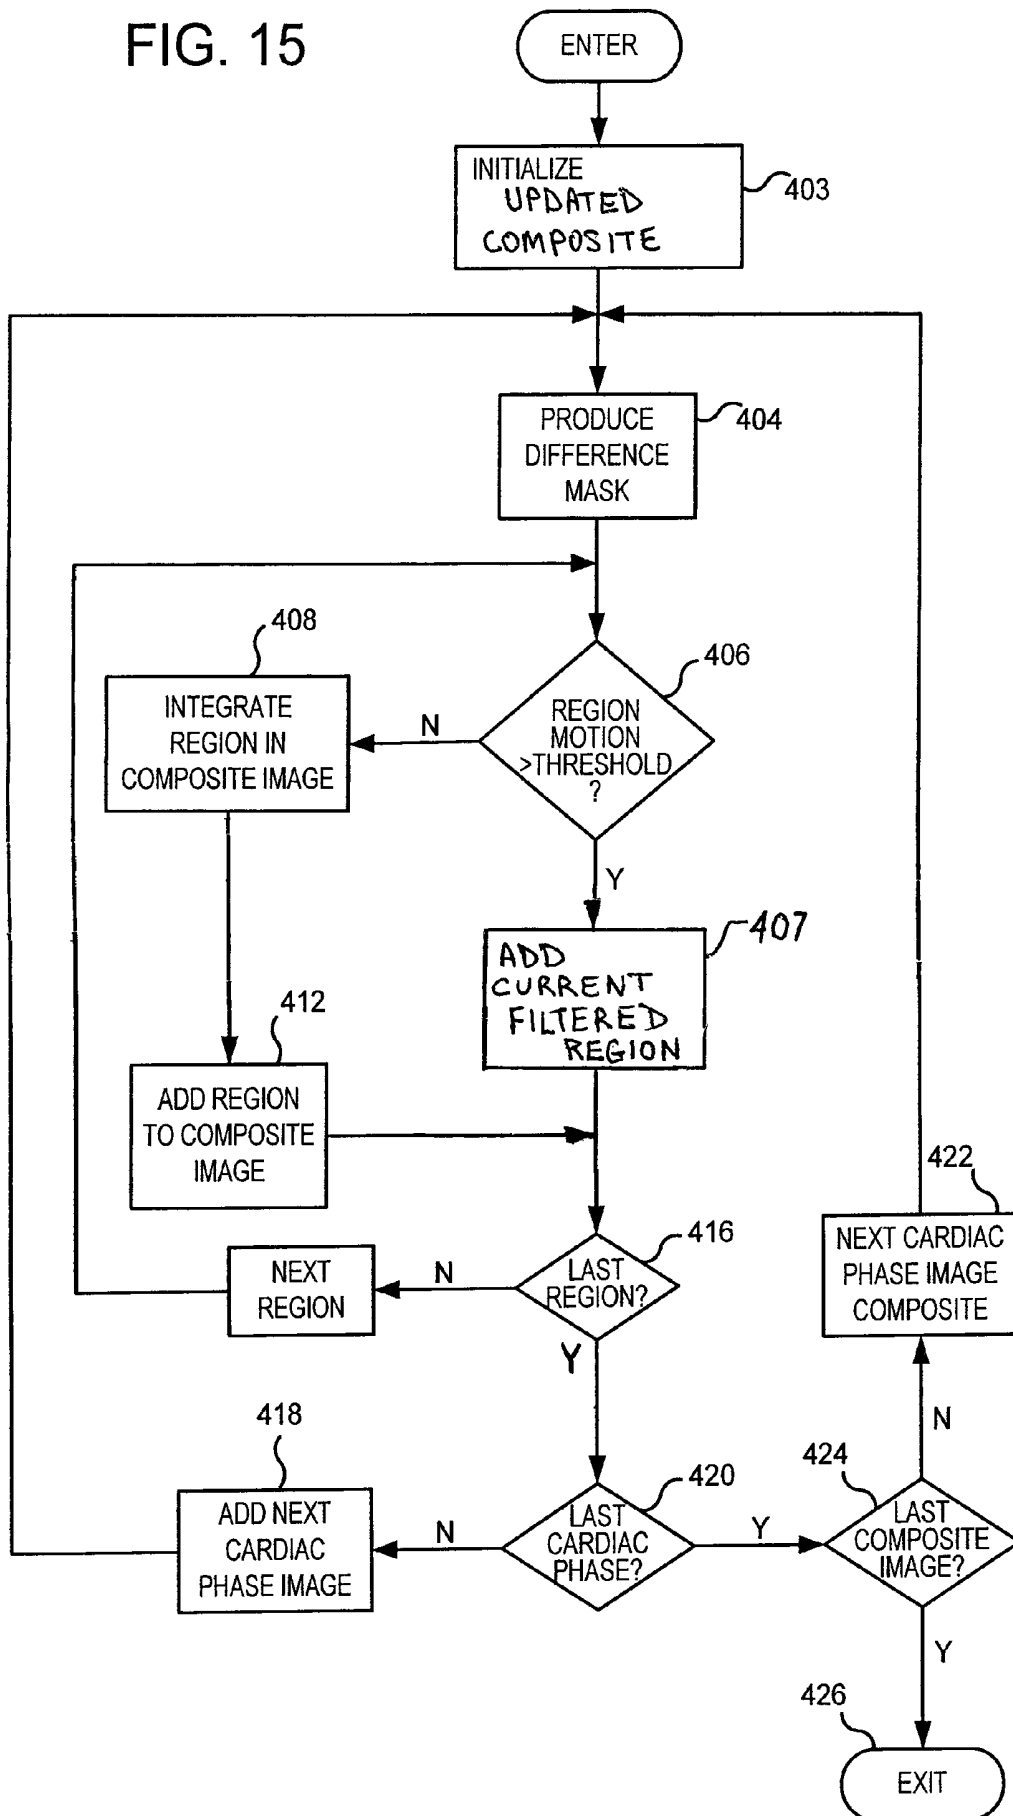 FIG. 15
ENTER
INITIALIZE
UPDATED
COMPOSITE
403
PRODUCE
DIFFERENCE
MASK
404
408
INTEGRATE
REGION IN
COMPOSITE IMAGE
N
REGION
MOTION
>THRESHOLD
?
406
Y
ADD
CURRENT
FILTERED
REGION
407
412
ADD REGION
TO COMPOSITE
IMAGE
NEXT
REGION
N
LAST
REGION?
416
Y
422
NEXT CARDIAC
PHASE IMAGE
COMPOSITE
N
418
ADD NEXT
CARDIAC
PHASE IMAGE
N
LAST
CARDIAC
PHASE?
420
Y
424
LAST
COMPOSITE
IMAGE?
Y
426
EXIT